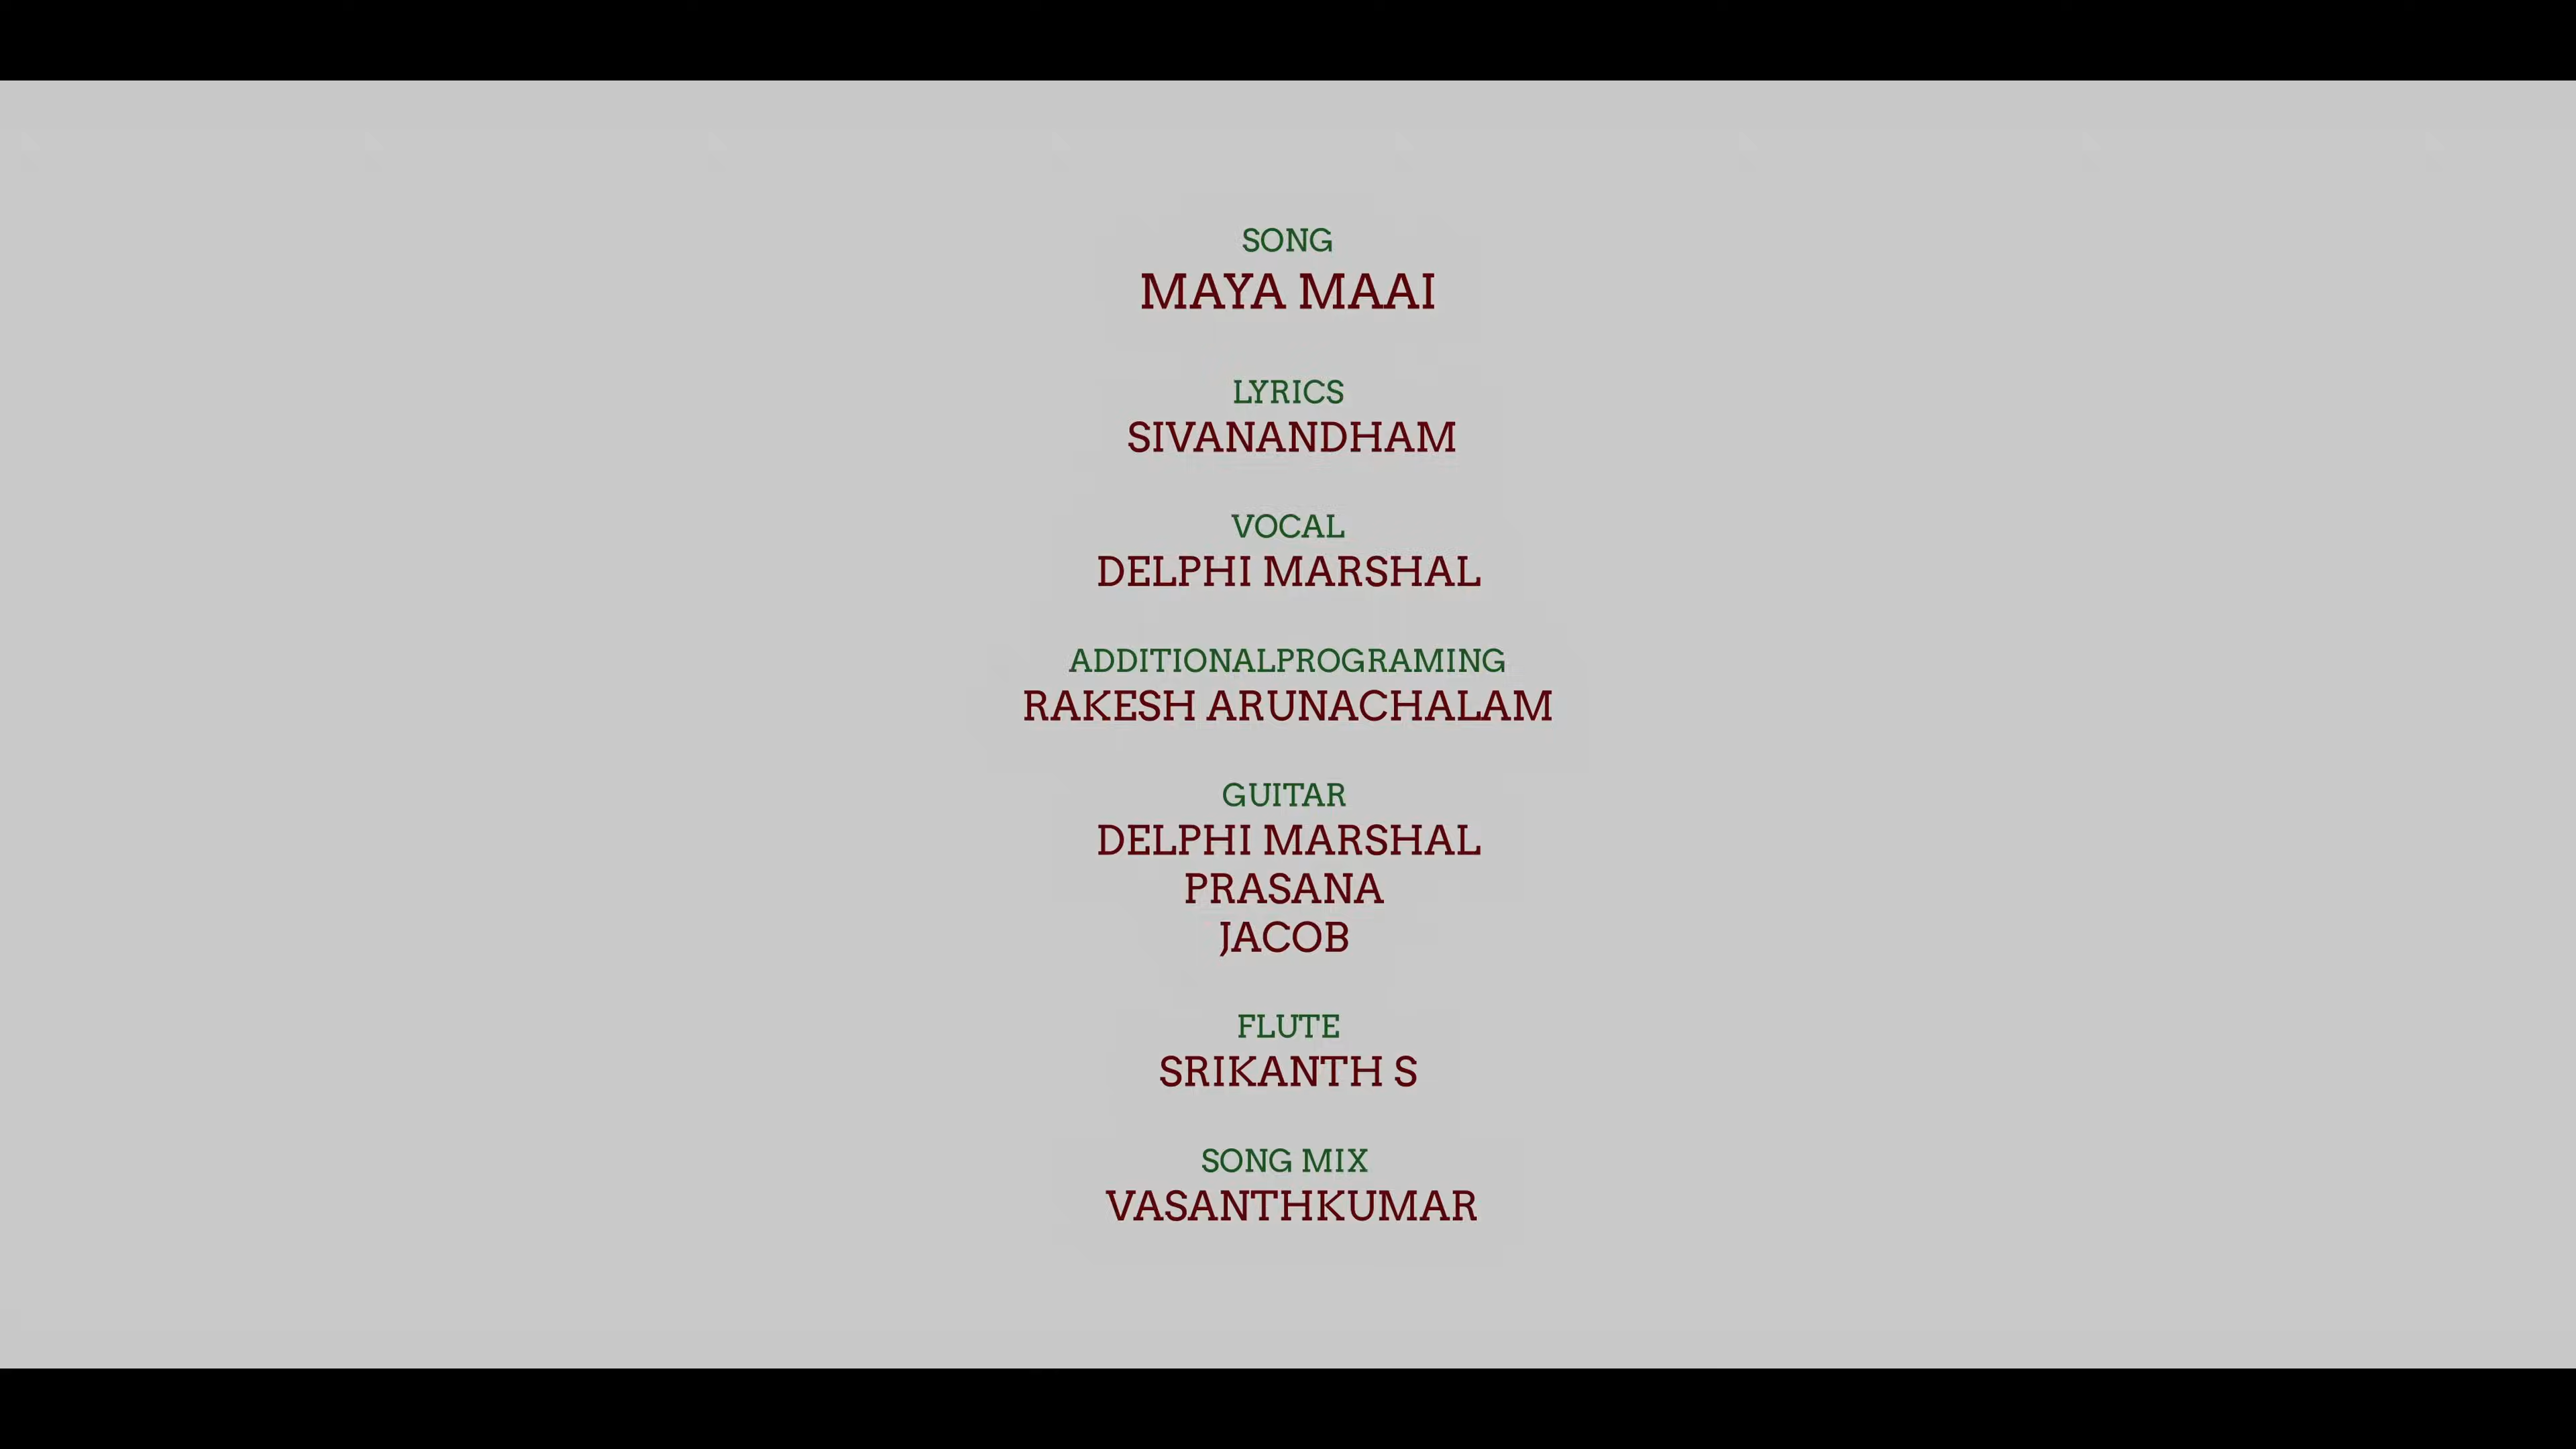 SONG
MAYA MAAI
LYRICS
SIVANANDHAM
VOCAL
DELPHI MARSHAL
ADDITIONALPROGRAMING
RAKESH ARUNACHALAM
GUITAR
DELPHI MARSHAL
PRASANA
JACOB
FLUTE
SRIKANTH S
SONG MIX
VASANTHKUMAR